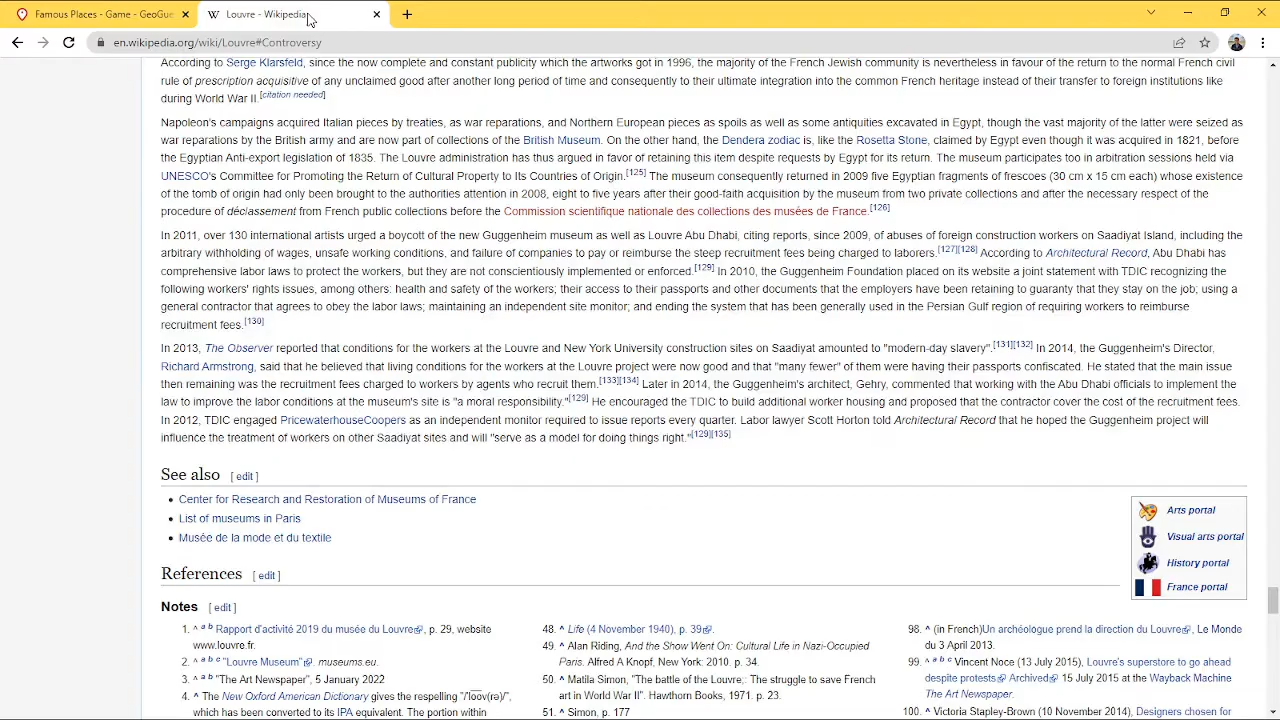 Famous Places - Game - GeoGue
Louvre - Wikipedia
en.wikipedia.org/wiki/Louvre#Controversy
According to Serge Klarsfeld, since the now complete and constant publicity which the artworks got in 1996, the majority of the French Jewish community is nevertheless in favour of the return to the normal French civil
rule of prescription acquisitive of any unclaimed good after another long period of time and consequently to their ultimate integration into the common French heritage instead of their transfer to foreign institutions like
during World War II.[citation needed]
Napoleon's campaigns acquired Italian pieces by treaties, as war reparations, and Northern European pieces as spoils as well as some antiquities excavated in Egypt, though the vast majority of the latter were seized as
war reparations by the British army and are now part of collections of the British Museum. On the other hand, the Dendera zodiac is, like the Rosetta Stone, claimed by Egypt even though it was acquired in 1821, before
the Egyptian Anti-export legislation of 1835. The Louvre administration has thus argued in favor of retaining this item despite requests by Egypt for its return. The museum participates too in arbitration sessions held via
UNESCO's Committee for Promoting the Return of Cultural Property to Its Countries of Origin.[125] The museum consequently returned in 2009 five Egyptian fragments of frescoes (30 cm x 15 cm each) whose existence
of the tomb of origin had only been brought to the authorities attention in 2008, eight to five years after their good-faith acquisition by the museum from two private collections and after the necessary respect of the
procedure of déclassement from French public collections before the Commission scientifique nationale des collections des musées de France.[126]
In 2011, over 130 international artists urged a boycott of the new Guggenheim museum as well as Louvre Abu Dhabi, citing reports, since 2009, of abuses of foreign construction workers on Saadiyat Island, including the
arbitrary withholding of wages, unsafe working conditions, and failure of companies to pay or reimburse the steep recruitment fees being charged to laborers.[127][128] According to Architectural Record, Abu Dhabi has
comprehensive labor laws to protect the workers, but they are not conscientiously implemented or enforced.[129] In 2010, the Guggenheim Foundation placed on its website a joint statement with TDIC recognizing the
following workers' rights issues, among others: health and safety of the workers; their access to their passports and other documents that the employers have been retaining to guaranty that they stay on the job; using a
general contractor that agrees to obey the labor laws; maintaining an independent site monitor; and ending the system that has been generally used in the Persian Gulf region of requiring workers to reimburse
recruitment fees.[130]
In 2013, The Observer reported that conditions for the workers at the Louvre and New York University construction sites on Saadiyat amounted to "modern-day slavery".[131][132] In 2014, the Guggenheim's Director,
Richard Armstrong, said that he believed that living conditions for the workers at the Louvre project were now good and that "many fewer" of them were having their passports confiscated. He stated that the main issue
then remaining was the recruitment fees charged to workers by agents who recruit them.[133][134] Later in 2014, the Guggenheim's architect, Gehry, commented that working with the Abu Dhabi officials to implement the
law to improve the labor conditions at the museum's site is "a moral responsibility."[129] He encouraged the TDIC to build additional worker housing and proposed that the contractor cover the cost of the recruitment fees.
In 2012, TDIC engaged PricewaterhouseCoopers as an independent monitor required to issue reports every quarter. Labor lawyer Scott Horton told Architectural Record that he hoped the Guggenheim project will
influence the treatment of workers on other Saadiyat sites and will "serve as a model for doing things right."[129][135]
See also [ edit ]
Center for Research and Restoration of Museums of France
List of museums in Paris
Musée de la mode et du textile
Arts portal
Visual arts portal
History portal
France portal
References [ edit ]
Notes [ edit ]
1. ^ a b Rapport d'activité 2019 du musée du Louvre, p. 29, website
www.louvre.fr.
2. ^ a b c "Louvre Museum". museums.eu.
3. ^ a b "The Art Newspaper", 5 January 2022
4. ^ The New Oxford American Dictionary gives the respelling "/ˈlo͞ov(rə)/",
which has been converted to its IPA equivalent. The portion within
48. ^ Life (4 November 1940), p. 39.
49. ^ Alan Riding, And the Show Went On: Cultural Life in Nazi-Occupied
Paris. Alfred A Knopf, New York: 2010. p. 34.
50. ^ Matila Simon, "The battle of the Louvre,: The struggle to save French
art in World War II". Hawthorn Books, 1971. p. 23.
51. ^ Simon, p. 177
98. ^ (in French)Un archéologue prend la direction du Louvre, Le Monde
du 3 April 2013.
99. ^ a b c Vincent Noce (13 July 2015), Louvre's superstore to go ahead
despite protests Archived 15 July 2015 at the Wayback Machine
The Art Newspaper.
100. ^ Victoria Stapley-Brown (10 November 2014), Designers chosen for